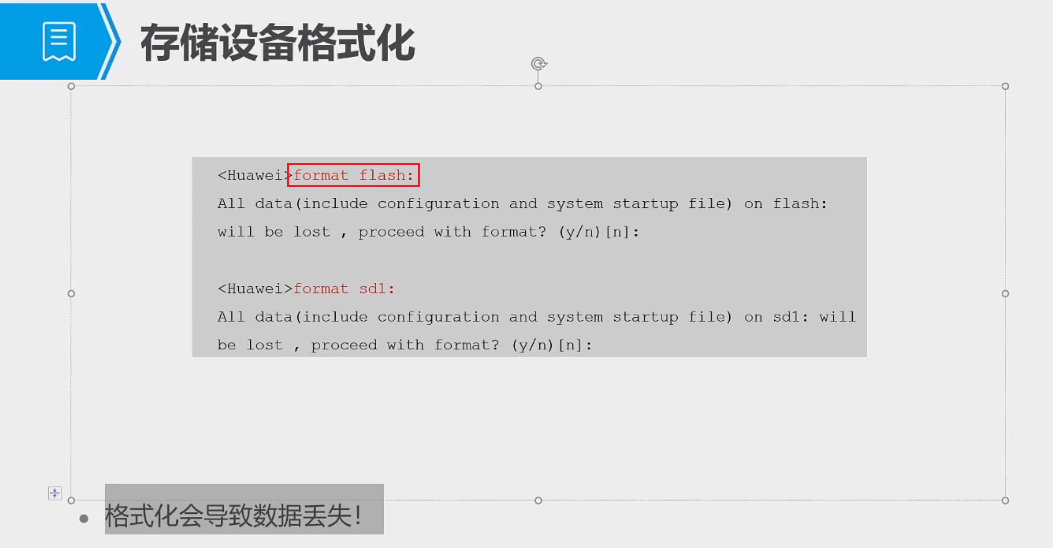 存储设备格式化
<Huawei>format flash:
All data(include configuration and system startup file) on flash:
will be lost , proceed with format? (y/n)[n]:
<Huawei>format sd1:
All data(include configuration and system startup file) on sd1: will
be lost , proceed with format? (y/n)[n]:
格式化会导致数据丢失！